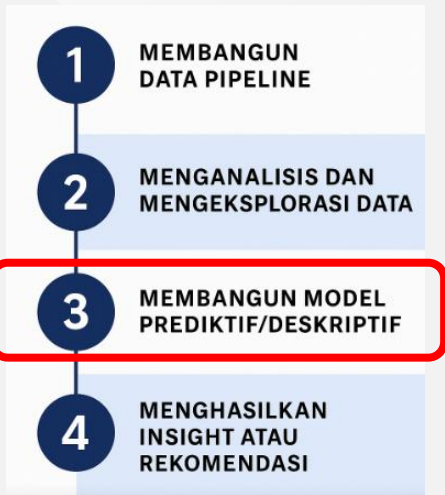 1
MEMBANGUN
DATA PIPELINE
2
MENGANALISIS DAN
MENGEKSPLORASI DATA
3
MEMBANGUN MODEL
PREDIKTIF/DESKRIPTIF
4
MENGHASILKAN
INSIGHT ATAU
REKOMENDASI